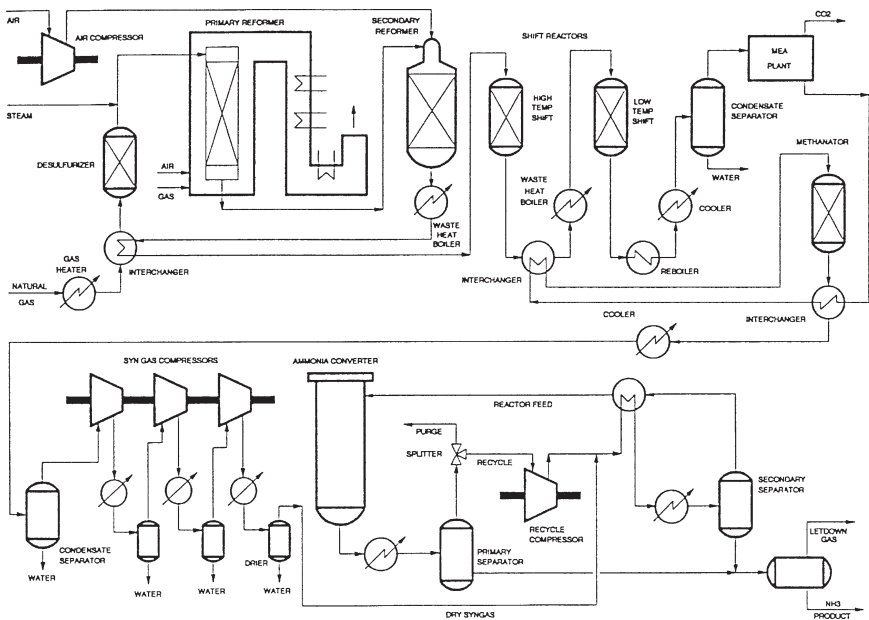 AIR
AIR COMPRESSOR
PRIMARY REFORMER
SECONDARY
REFORMER
SHIFT REACTORS
CO2
MEA
PLANT
STEAM
HIGH
TEMP
SHIFT
LOW
TEMP
SHIFT
CONDENSATE
SEPARATOR
DESULFURIZER
METHANATOR
AIR
GAS
WASTE
HEAT
BOILER
WATER
COOLER
WASTE
HEAT
BOILER
GAS
HEATER
INTERCHANGER
INTERCHANGER
REBOILER
NATURAL
GAS
COOLER
INTERCHANGER
SYN GAS COMPRESSORS
AMMONIA CONVERTER
REACTOR FEED
PURGE
SPLITTER
RECYCLE
SECONDARY
SEPARATOR
RECYCLE
COMPRESSOR
LETDOWN
GAS
CONDENSATE
SEPARATOR
DRIER
PRIMARY
SEPARATOR
WATER
WATER
WATER
WATER
NH3
PRODUCT
DRY SYNGAS